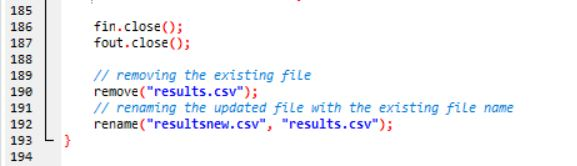 185
186 fin.close();
187 fout.close();
188
189 // removing the existing file
190 remove("results.csv");
191 // renaming the updated file with the existing file name
192 rename("resultsnew.csv", "results.csv");
193 }
194